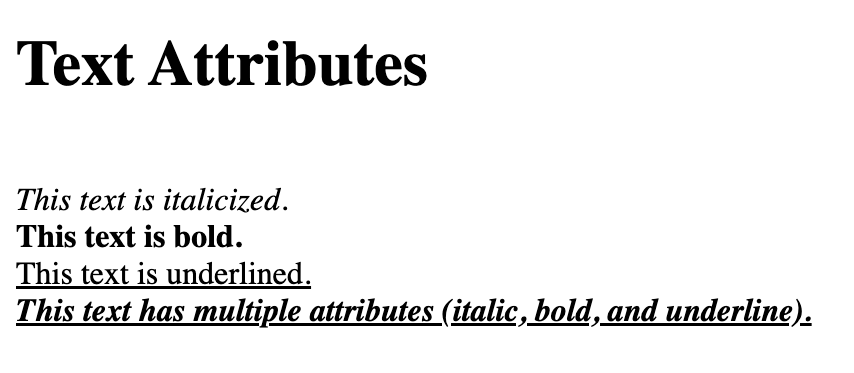 Text Attributes
This text is italicized.
This text is bold.
This text is underlined.
This text has multiple attributes (italic, bold, and underline).